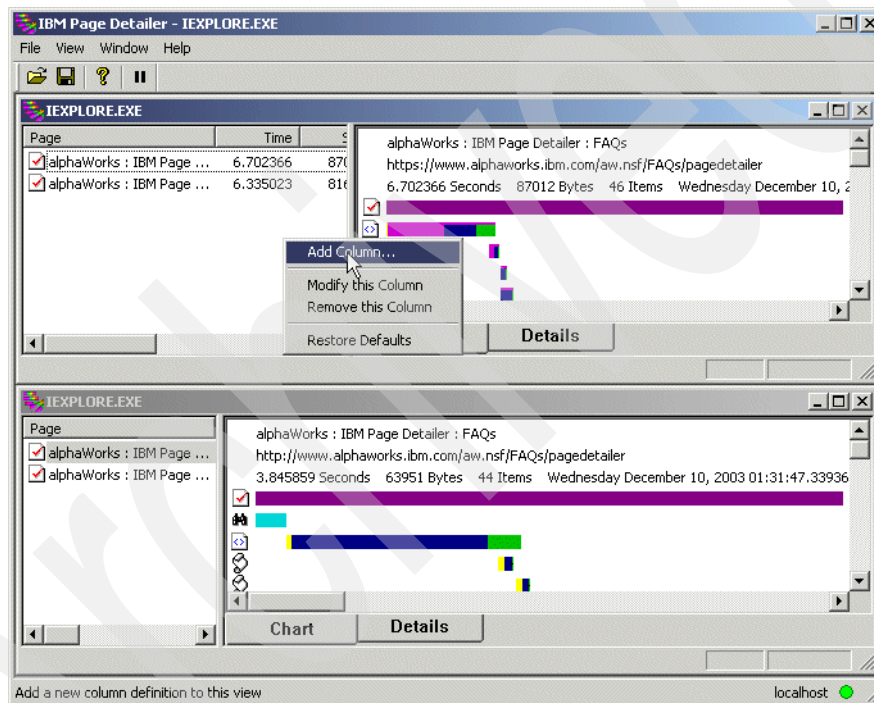 IBM Page Detailer - IEXPLORE.EXE
File View Window Help
IEXPLORE.EXE
Page Time
alphaWorks : IBM Page ... 6.702366 870
alphaWorks : IBM Page ... 6.335023 816
alphaWorks : IBM Page Detailer : FAQs
https://www.alphaworks.ibm.com/aw.nsf/FAQs/pagedetailer
6.702366 Seconds 87012 Bytes 46 Items Wednesday December 10, 2
Add Column...
Modify this Column
Remove this Column
Restore Defaults
Details
IEXPLORE.EXE
Page
alphaWorks : IBM Page ...
alphaWorks : IBM Page ...
alphaWorks : IBM Page Detailer : FAQs
http://www.alphaworks.ibm.com/aw.nsf/FAQs/pagedetailer
3.845859 Seconds 63951 Bytes 44 Items Wednesday December 10, 2003 01:31:47.33936
Chart Details
Add a new column definition to this view
localhost